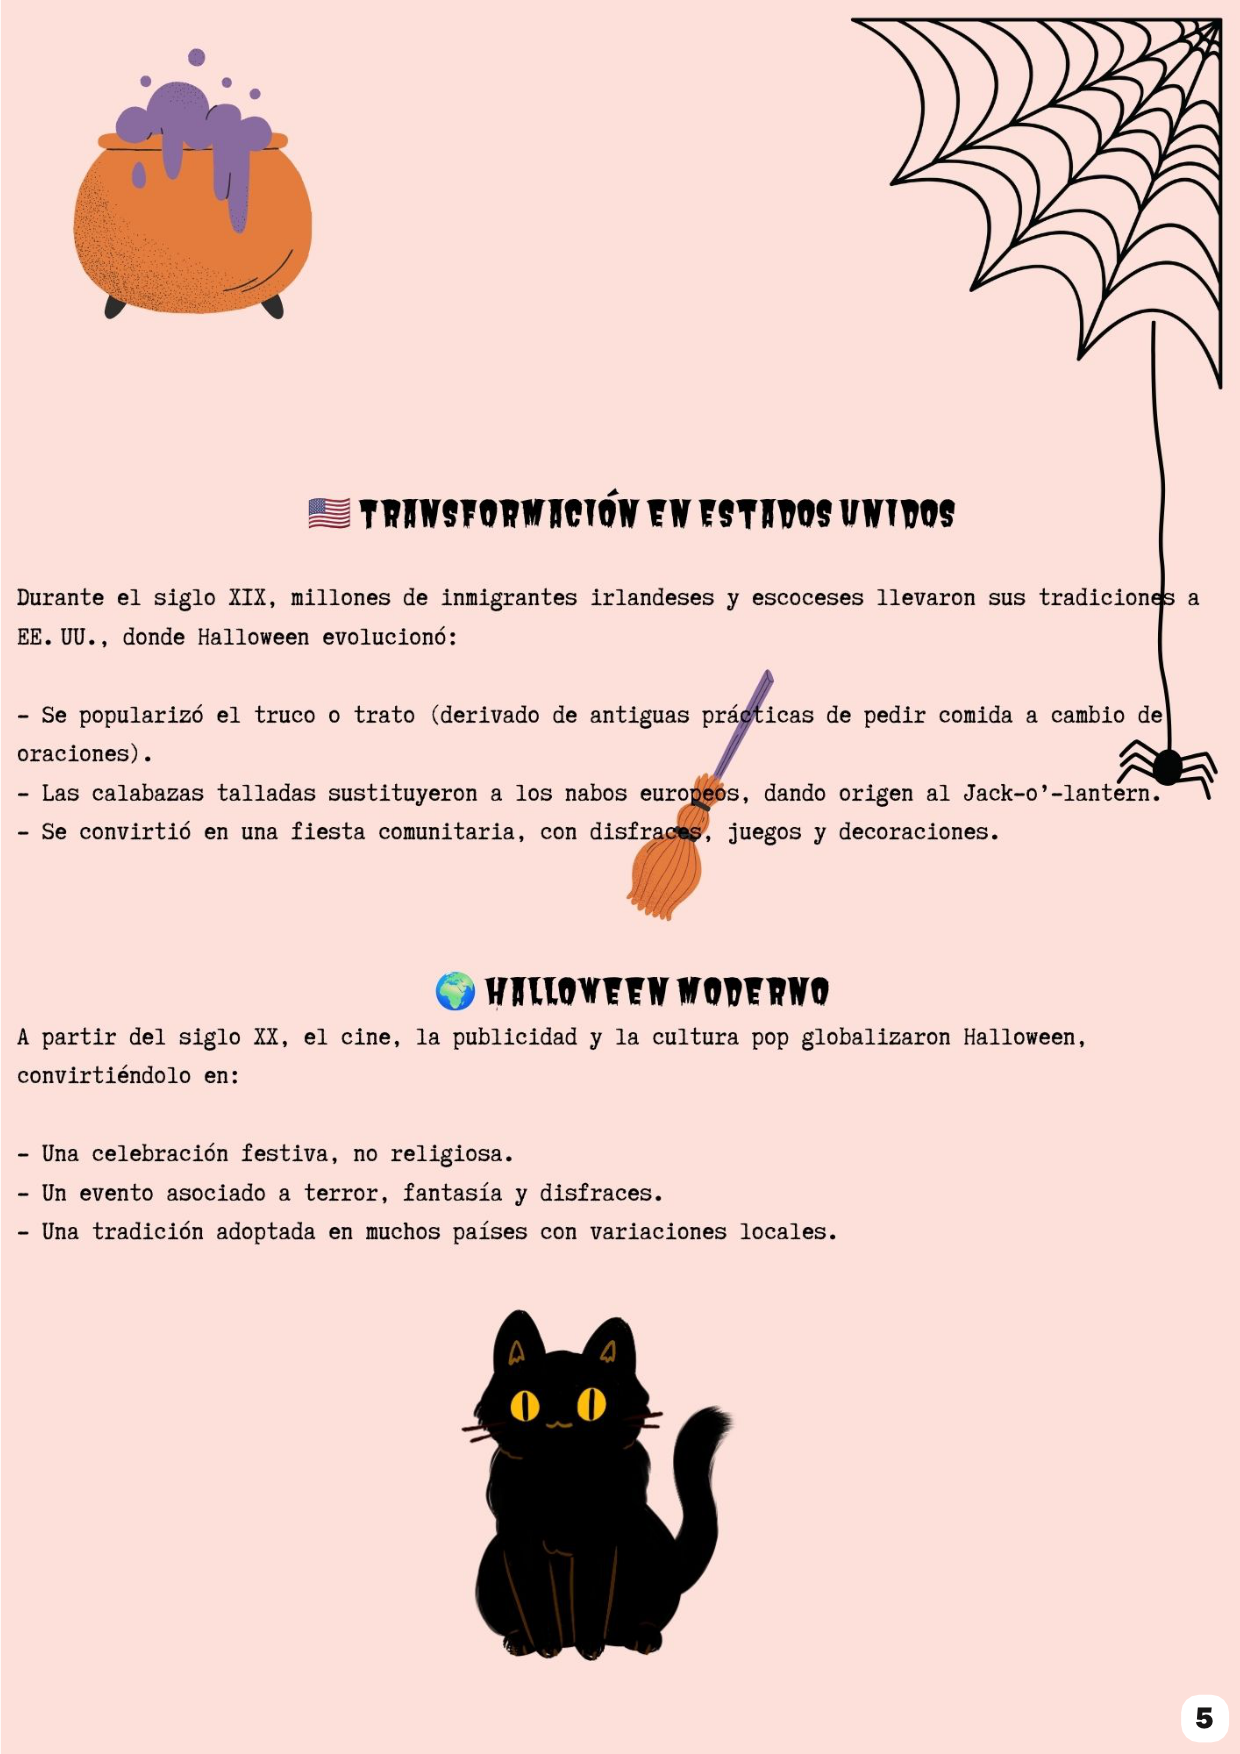 🇺🇸 TRANSFORMACIÓN EN ESTADOS UNIDOS
Durante el siglo XIX, millones de inmigrantes irlandeses y escoceses llevaron sus tradiciones a
EE. UU., donde Halloween evolucionó:
- Se popularizó el truco o trato (derivado de antiguas prácticas de pedir comida a cambio de
oraciones).
- Las calabazas talladas sustituyeron a los nabos europeos, dando origen al Jack-o’-lantern.
- Se convirtió en una fiesta comunitaria, con disfraces, juegos y decoraciones.
🌍 HALLOWEEN MODERNO
A partir del siglo XX, el cine, la publicidad y la cultura pop globalizaron Halloween,
convirtiéndolo en:
- Una celebración festiva, no religiosa.
- Un evento asociado a terror, fantasía y disfraces.
- Una tradición adoptada en muchos países con variaciones locales.
5